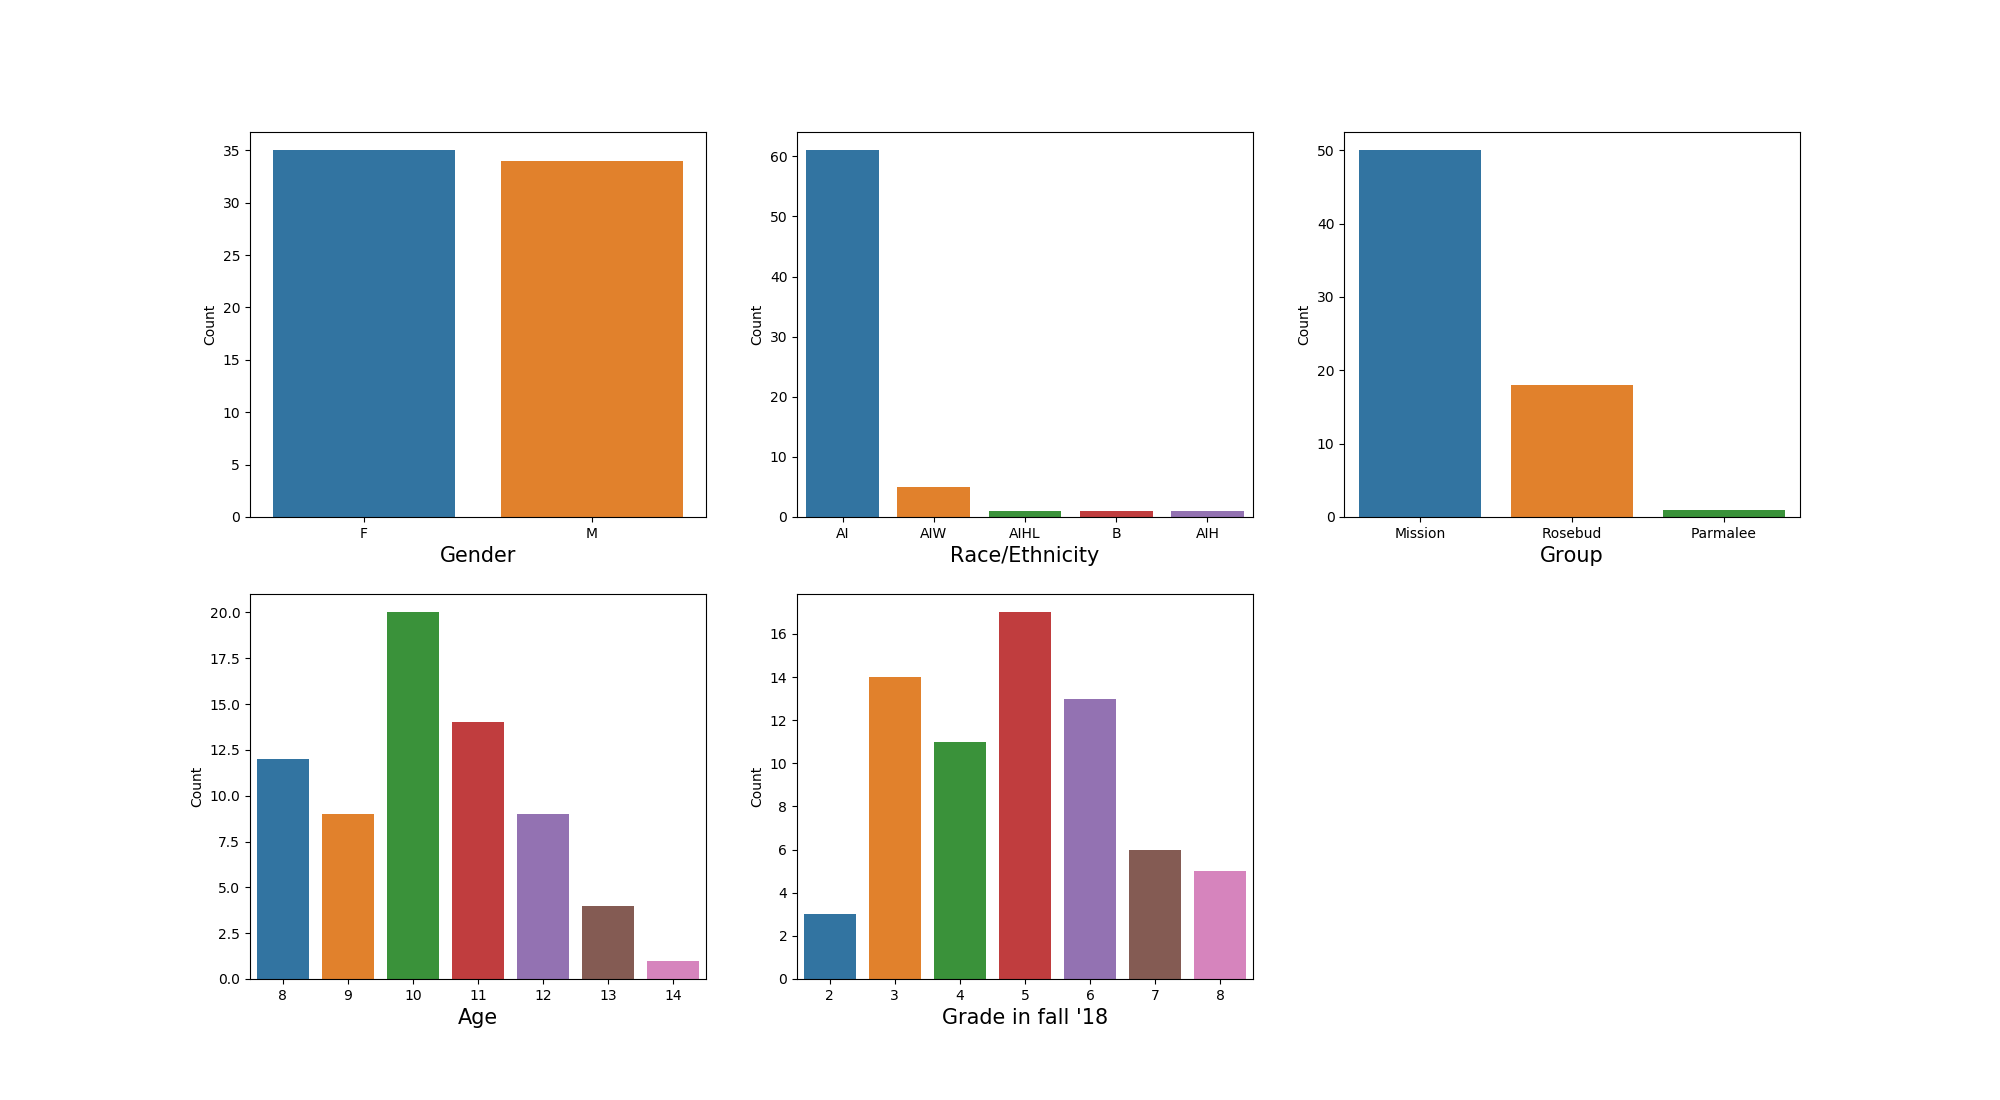 35
30
25
20
15
10
5
0
Count
F M
Gender
60
50
40
30
20
10
0
Count
AI AIW AIHL B AIH
Race/Ethnicity
50
40
30
20
10
0
Count
Mission Rosebud Parmalee
Group
20.0
17.5
15.0
12.5
10.0
7.5
5.0
2.5
0.0
Count
8 9 10 11 12 13 14
Age
16
14
12
10
8
6
4
2
0
Count
2 3 4 5 6 7 8
Grade in fall '18